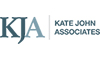 KJA
KATE JOHN
ASSOCIATES